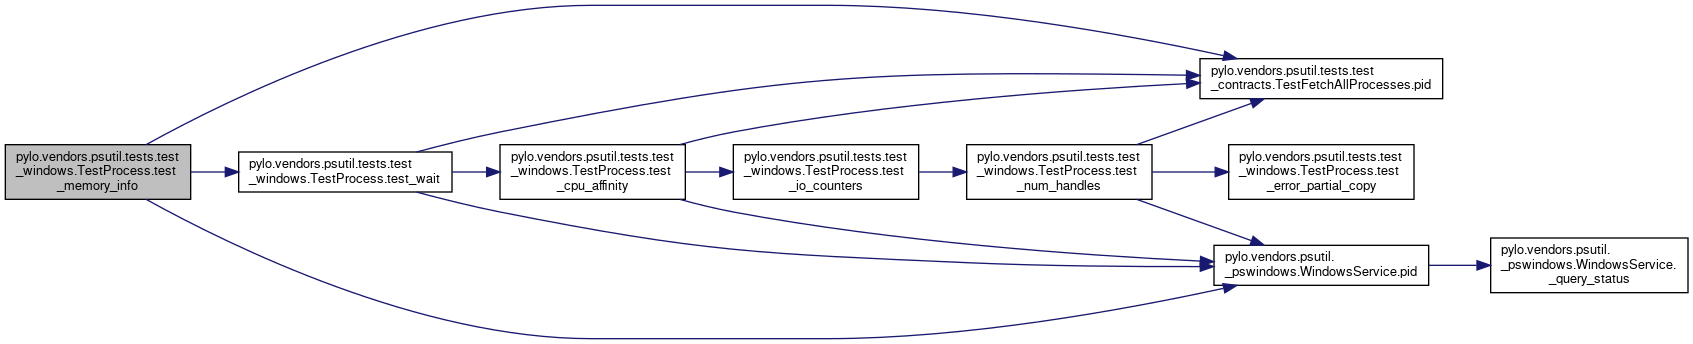 pylo.vendors.psutil.tests.test
_windows.TestProcess.test
_memory_info
pylo.vendors.psutil.tests.test
_windows.TestProcess.test_wait
pylo.vendors.psutil.tests.test
_windows.TestProcess.test
_cpu_affinity
pylo.vendors.psutil.tests.test
_windows.TestProcess.test
_io_counters
pylo.vendors.psutil.tests.test
_windows.TestProcess.test
_num_handles
pylo.vendors.psutil.tests.test
_contracts.TestFetchAllProcesses.pid
pylo.vendors.psutil.tests.test
_windows.TestProcess.test
_error_partial_copy
pylo.vendors.psutil.
_pswindows.WindowsService.pid
pylo.vendors.psutil.
_pswindows.WindowsService.
_query_status